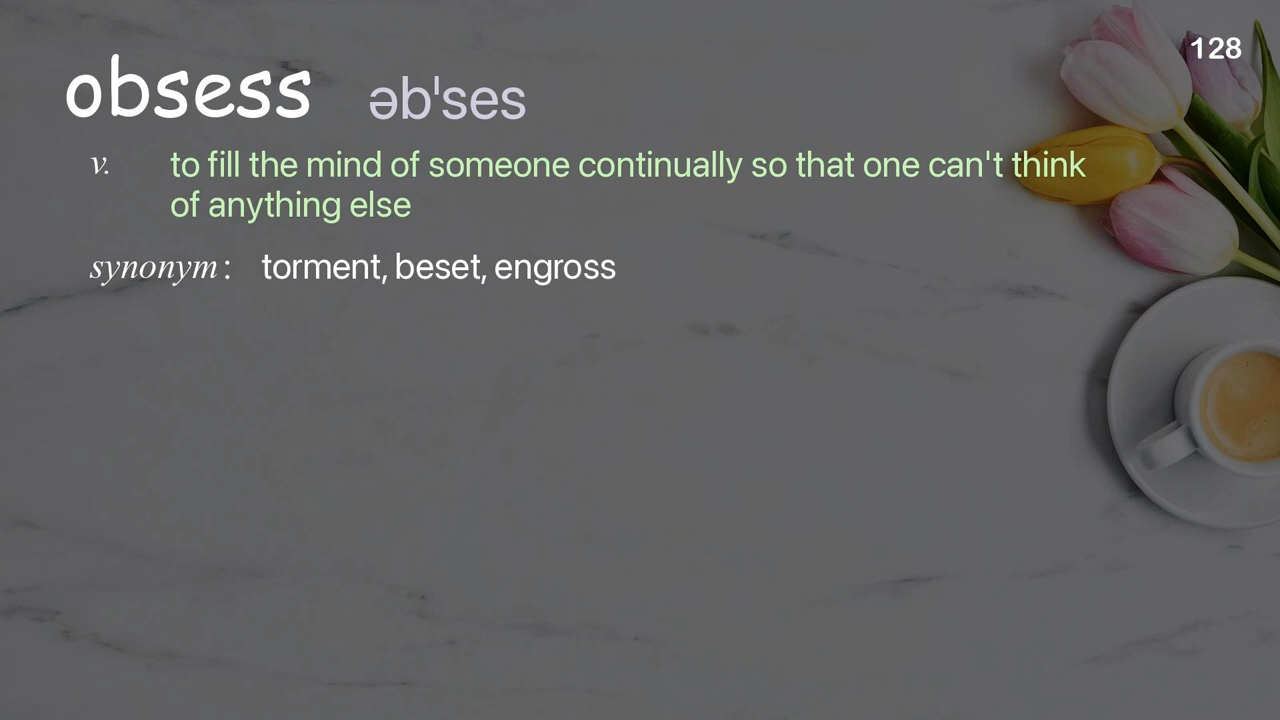 128
obsess əb'ses
v. to fill the mind of someone continually so that one can't think
of anything else
synonym: torment, beset, engross